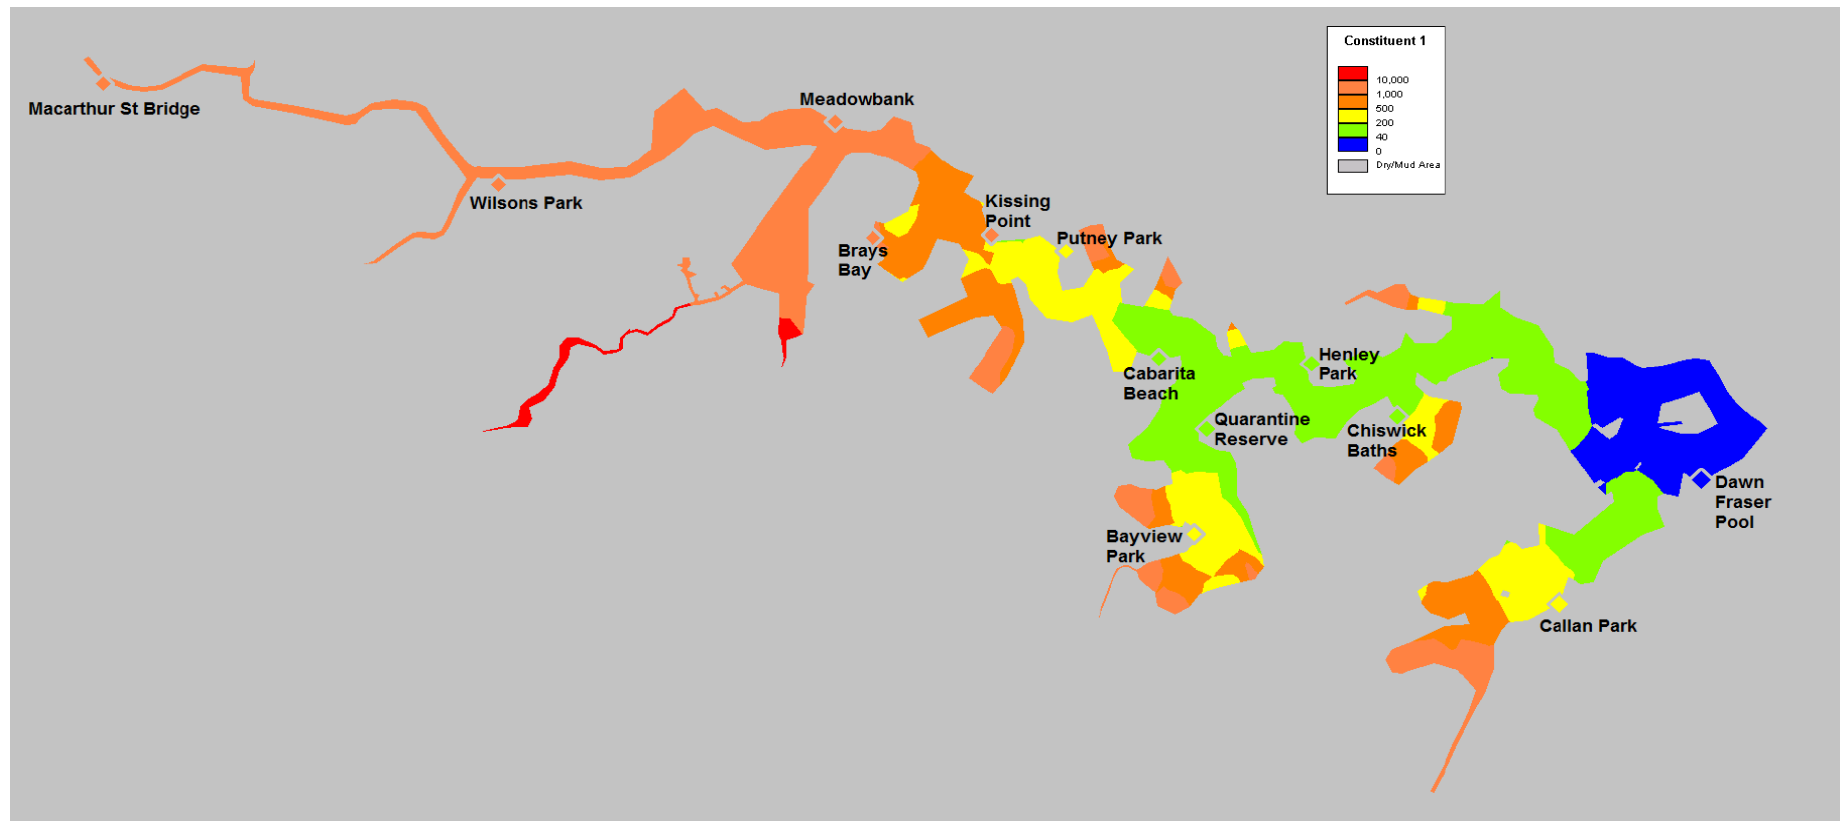 Constituent 1
10,000
1,000
500
200
40
0
Dry/Mud Area
Macarthur St Bridge
Meadowbank
Wilsons Park
Kissing
Point
Brays
Bay
Putney Park
Cabarita
Beach
Henley
Park
Quarantine
Reserve
Chiswick
Baths
Dawn
Fraser
Pool
Bayview
Park
Callan Park